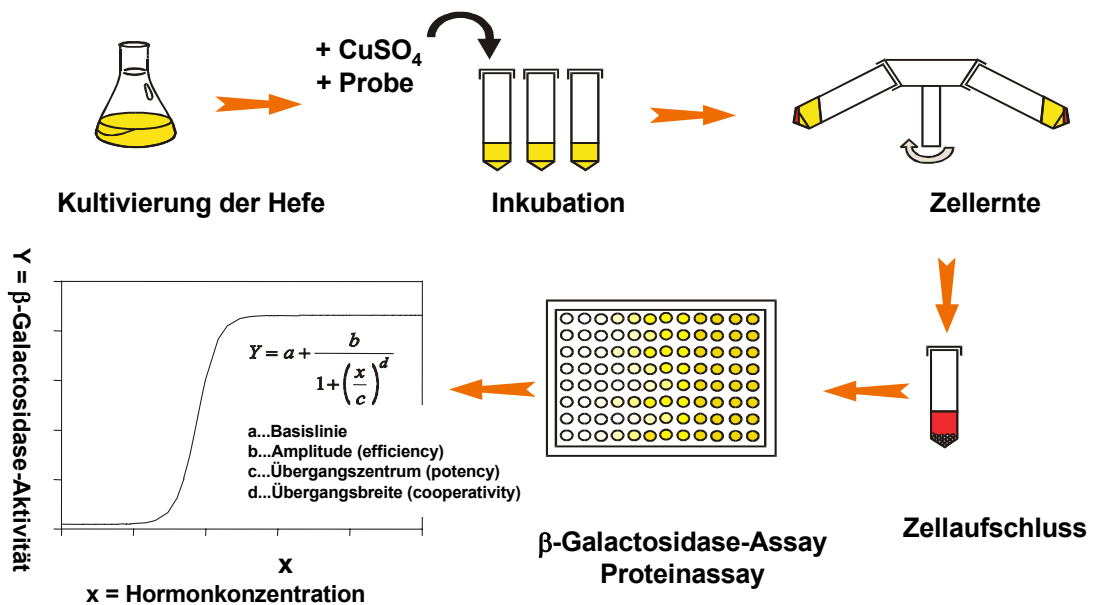 + CuSO₄
+ Probe
Kultivierung der Hefe
Inkubation
Zellernte
Zellaufschluss
β-Galactosidase-Assay
Proteinassay
Y = β-Galactosidase-Aktivität
Y = a + b / (1 + (x/c)^d)
a...Basislinie
b...Amplitude (efficiency)
c...Übergangszentrum (potency)
d...Übergangsbreite (cooperativity)
x
x = Hormonkonzentration